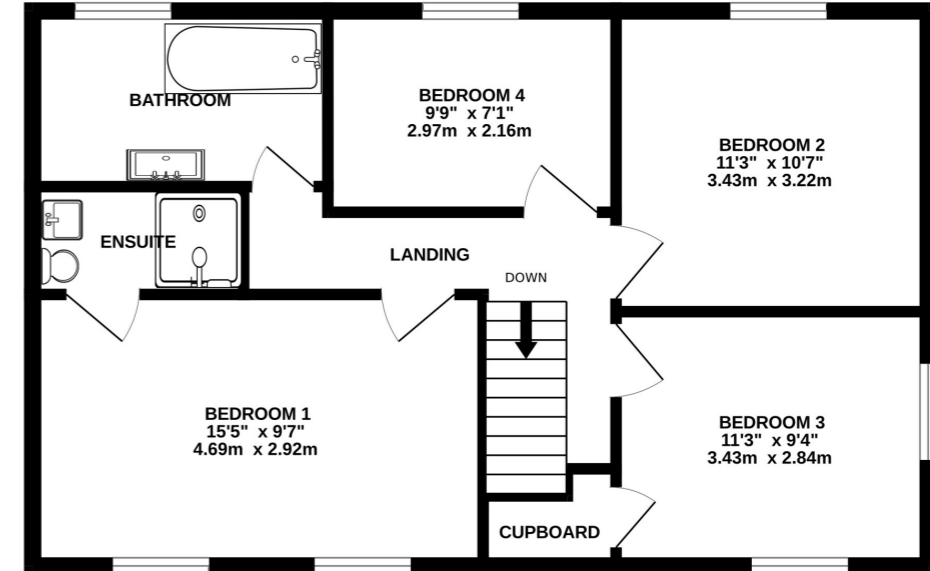 BATHROOM
BEDROOM 4
9'9" x 7'1"
2.97m x 2.16m
BEDROOM 2
11'3" x 10'7"
3.43m x 3.22m
ENSUITE
LANDING
DOWN
BEDROOM 1
15'5" x 9'7"
4.69m x 2.92m
BEDROOM 3
11'3" x 9'4"
3.43m x 2.84m
CUPBOARD